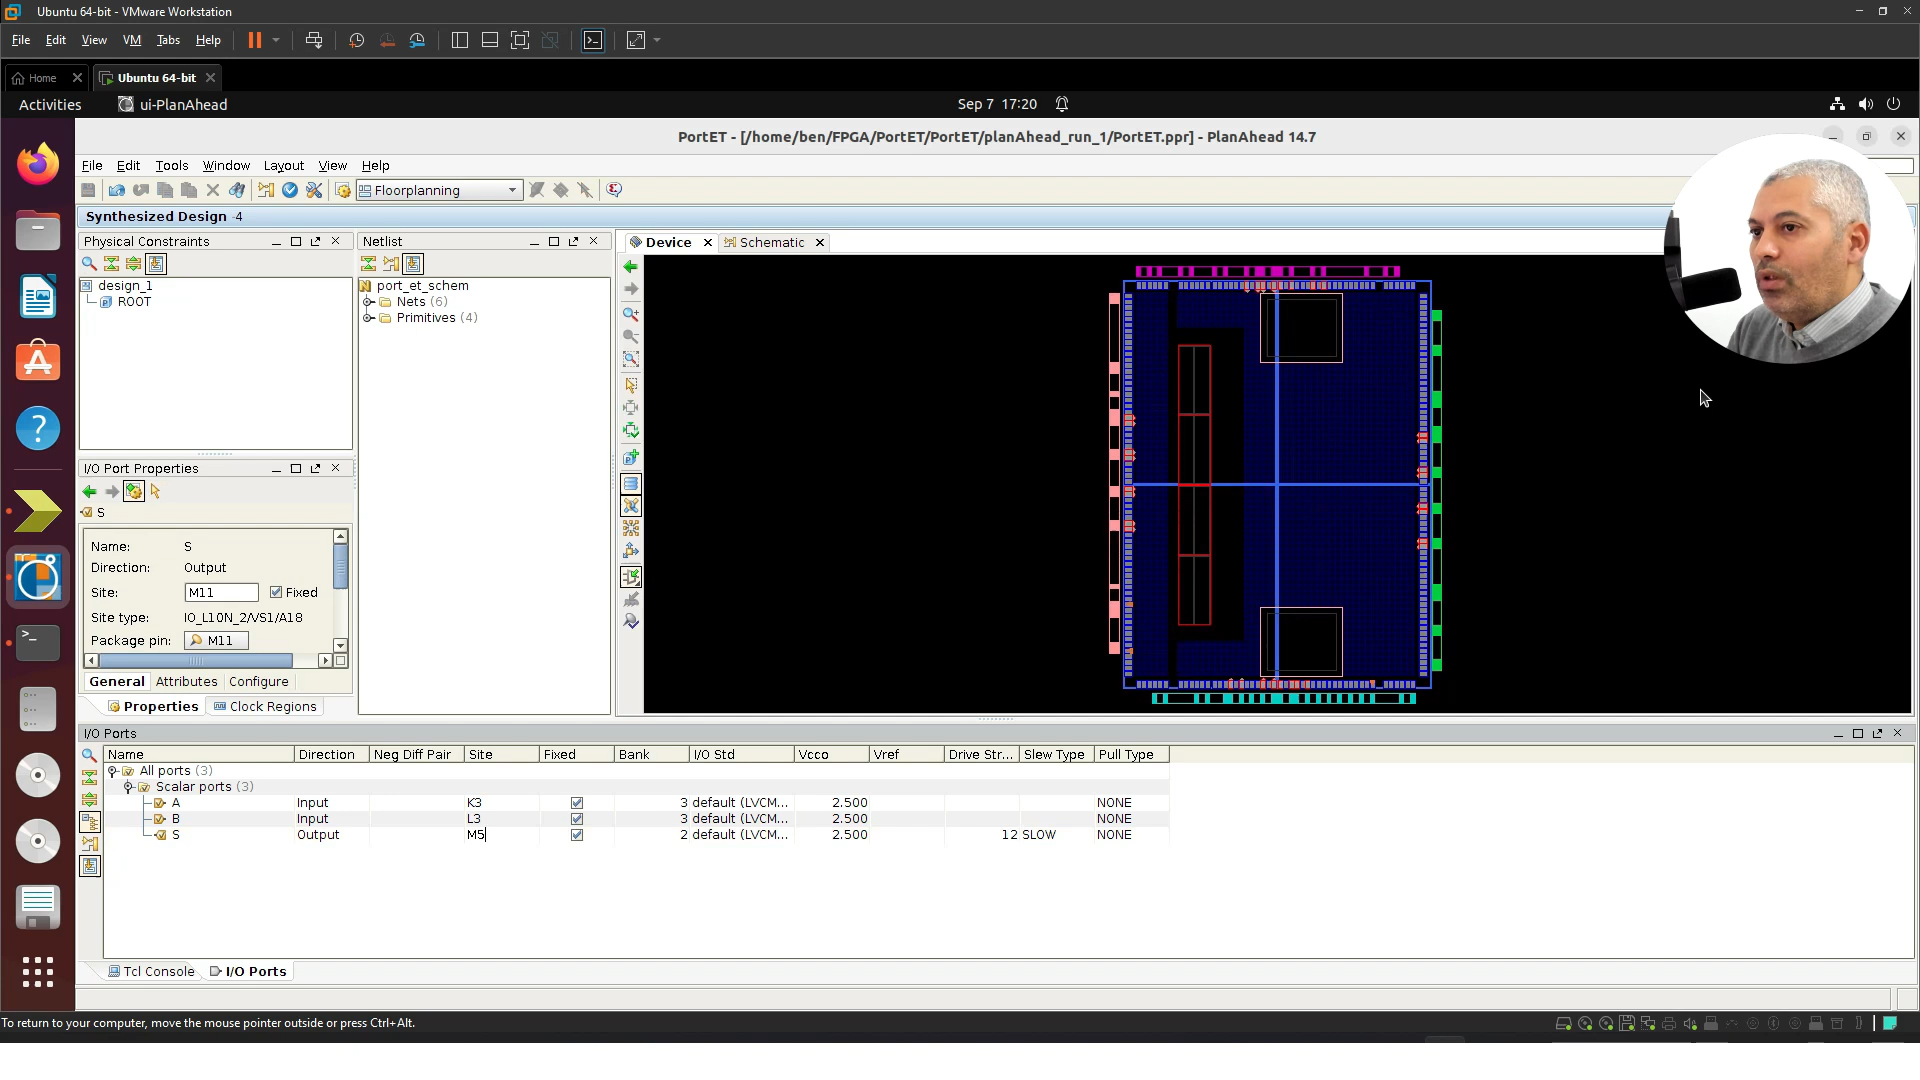 Ubuntu 64-bit - VMware Workstation
File Edit View VM Tabs Help
Home Ubuntu 64-bit
Activities ui-PlanAhead Sep 7 17:20
PortET - [/home/ben/FPGA/PortET/PortET/planAhead_run_1/PortET.ppr] - PlanAhead 14.7
File Edit Tools Window Layout View Help
Floorplanning
Synthesized Design -4
Physical Constraints Netlist Device Schematic
design_1 port_et_schem
ROOT Nets (6)
Primitives (4)
I/O Port Properties
S
Name: S
Direction: Output
Site: M11 Fixed
Site type: IO_L10N_2/VS1/A18
Package pin: M11
General Attributes Configure
Properties Clock Regions
I/O Ports
Name Direction Neg Diff Pair Site Fixed Bank I/O Std Vcco Vref Drive Str... Slew Type Pull Type
All ports (3)
Scalar ports (3)
A Input K3 3 default (LVCM... 2.500 NONE
B Input L3 3 default (LVCM... 2.500 NONE
S Output M5 2 default (LVCM... 2.500 12 SLOW NONE
Tcl Console I/O Ports
To return to your computer, move the mouse pointer outside or press Ctrl+Alt.